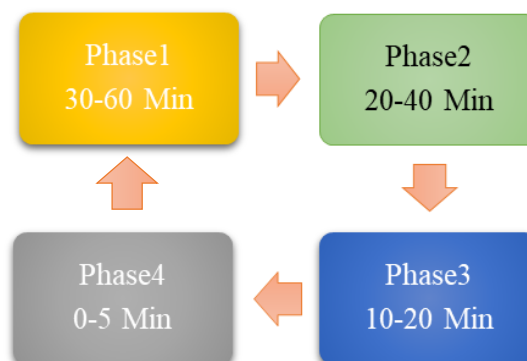 Phase1
30-60 Min
Phase2
20-40 Min
Phase3
10-20 Min
Phase4
0-5 Min